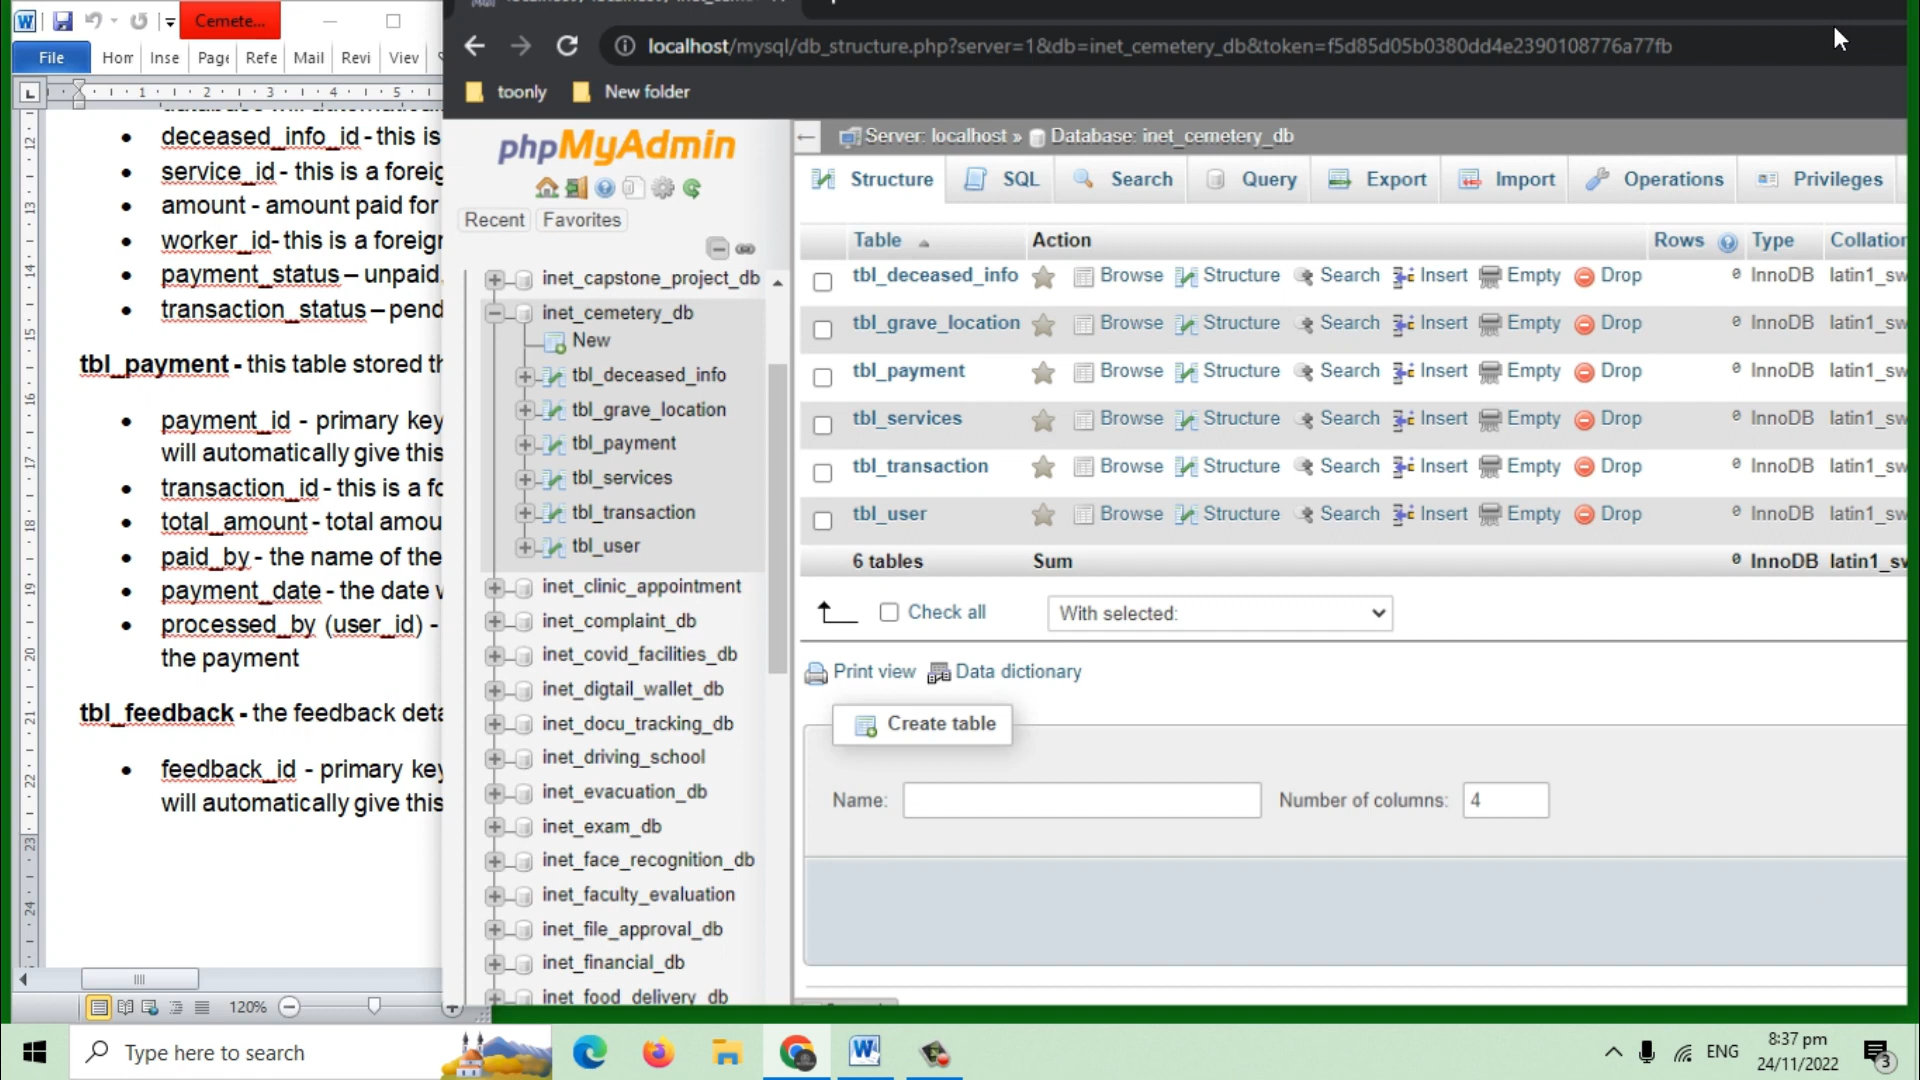 Cemete...
File
Hom
Inse
Page
Refe
Mail
Revi
View
deceased_info_id - this is
service_id - this is a foreig
amount - amount paid for
worker_id- this is a foreign
payment_status – unpaid,
transaction_status – pend
tbl_payment - this table stored th
payment_id - primary key
will automatically give this
transaction_id - this is a fo
total_amount - total amou
paid_by - the name of the
payment_date - the date w
processed_by (user_id) -
the payment
tbl_feedback - the feedback deta
feedback_id - primary key
will automatically give this
120%
localhost/mysql/db_structure.php?server=1&db=inet_cemetery_db&token=f5d85d05b0380dd4e2390108776a77fb
toonly
New folder
phpMyAdmin
Recent
Favorites
inet_capstone_project_db
inet_cemetery_db
New
tbl_deceased_info
tbl_grave_location
tbl_payment
tbl_services
tbl_transaction
tbl_user
inet_clinic_appointment
inet_complaint_db
inet_covid_facilities_db
inet_digtail_wallet_db
inet_docu_tracking_db
inet_driving_school
inet_evacuation_db
inet_exam_db
inet_face_recognition_db
inet_faculty_evaluation
inet_file_approval_db
inet_financial_db
inet_food_delivery_db
Server: localhost » Database: inet_cemetery_db
Structure SQL Search Query Export Import Operations Privileges
Table Action Rows Type Collation
tbl_deceased_info Browse Structure Search Insert Empty Drop 0 InnoDB latin1_sw
tbl_grave_location Browse Structure Search Insert Empty Drop 0 InnoDB latin1_sw
tbl_payment Browse Structure Search Insert Empty Drop 0 InnoDB latin1_sw
tbl_services Browse Structure Search Insert Empty Drop 0 InnoDB latin1_sw
tbl_transaction Browse Structure Search Insert Empty Drop 0 InnoDB latin1_sw
tbl_user Browse Structure Search Insert Empty Drop 0 InnoDB latin1_sw
6 tables Sum 0 InnoDB latin1_sw
Check all With selected:
Print view Data dictionary
Create table
Name: Number of columns: 4
Type here to search
ENG
8:37 pm
24/11/2022
3